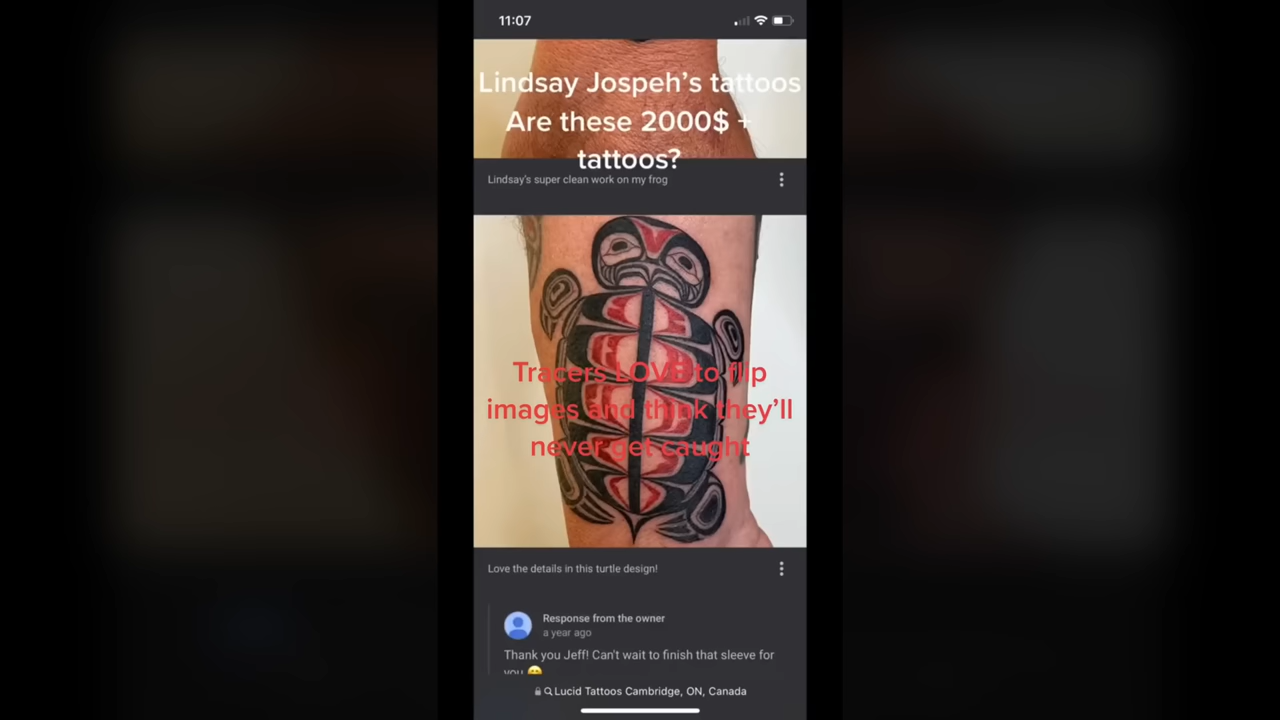 11:07
Lindsay Jospeh's tattoos
Are these 2000$ +
tattoos?
Lindsay's super clean work on my frog
Tracers LOVE to flip
images and think they'll
never get caught
Love the details in this turtle design!
Response from the owner
a year ago
Thank you Jeff! Can't wait to finish that sleeve for
you 😋
Lucid Tattoos Cambridge, ON, Canada